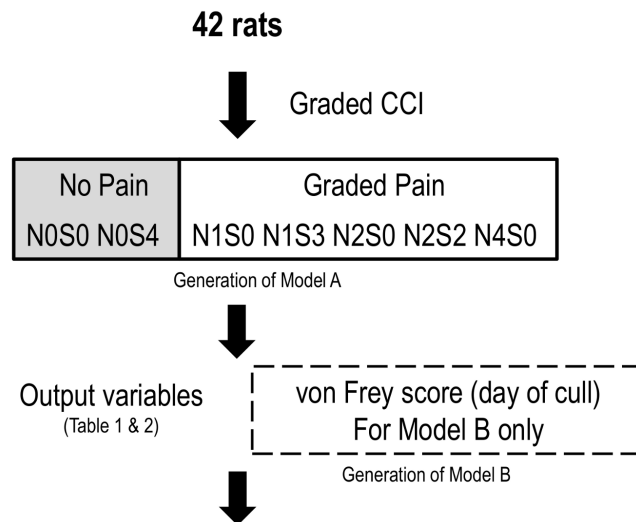 42 rats
Graded CCI
No Pain
Graded Pain
N0S0 N0S4
N1S0 N1S3 N2S0 N2S2 N4S0
Generation of Model A
Output variables
(Table 1 & 2)
von Frey score (day of cull)
For Model B only
Generation of Model B